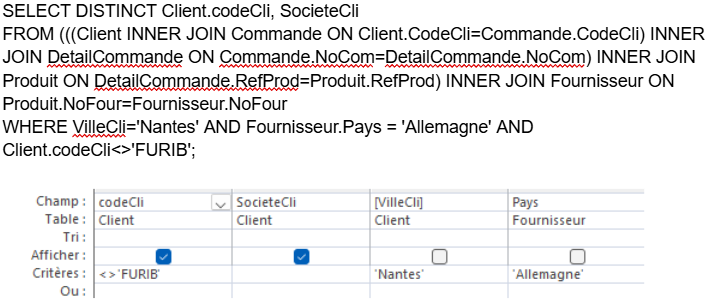 SELECT DISTINCT Client.codeCli, SocieteCli
FROM (((Client INNER JOIN Commande ON Client.CodeCli=Commande.CodeCli) INNER
JOIN DetailCommande ON Commande.NoCom=DetailCommande.NoCom) INNER JOIN
Produit ON DetailCommande.RefProd=Produit.RefProd) INNER JOIN Fournisseur ON
Produit.NoFour=Fournisseur.NoFour
WHERE VilleCli='Nantes' AND Fournisseur.Pays = 'Allemagne' AND
Client.codeCli<>'FURIB';
Champ : codeCli SocieteCli [VilleCli] Pays
Table : Client Client Client Fournisseur
Tri :
Afficher :
Critères : <>'FURIB' 'Nantes' 'Allemagne'
Ou :